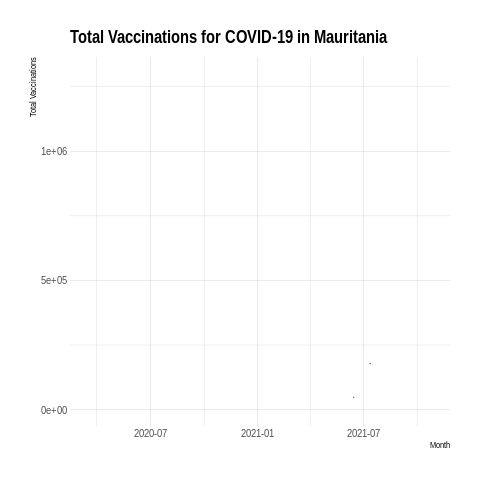 Total Vaccinations for COVID-19 in Mauritania
Total Vaccinations
1e+06
5e+05
0e+00
2020-07 2021-01 2021-07
Month